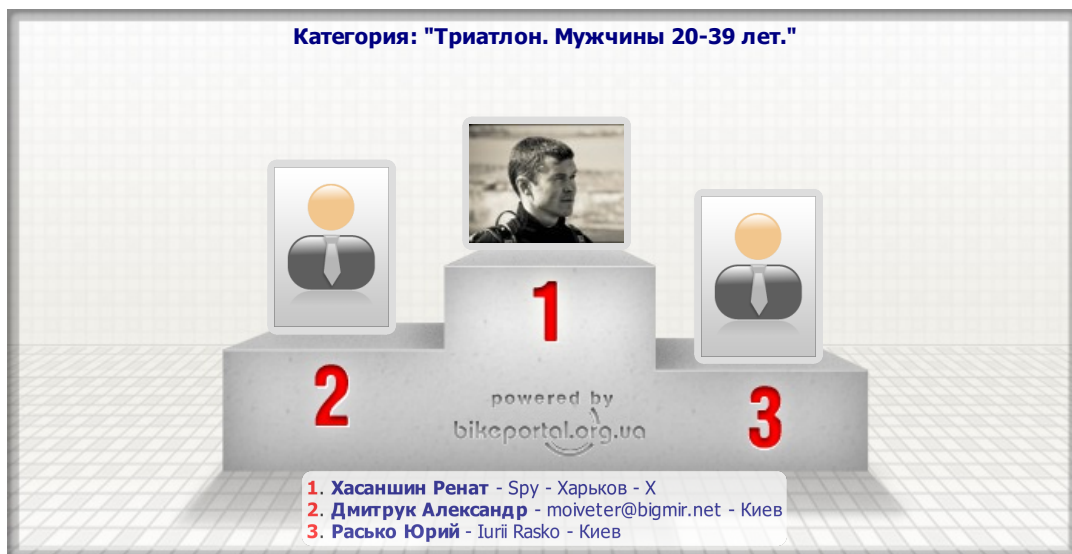 Категория: "Триатлон. Мужчины 20-39 лет."
1
2
3
powered by
bikeportal.org.ua
1. Хасаншин Ренат - Spy - Харьков - X
2. Дмитрук Александр - moiveter@bigmir.net - Киев
3. Расько Юрий - Iurii Rasko - Киев